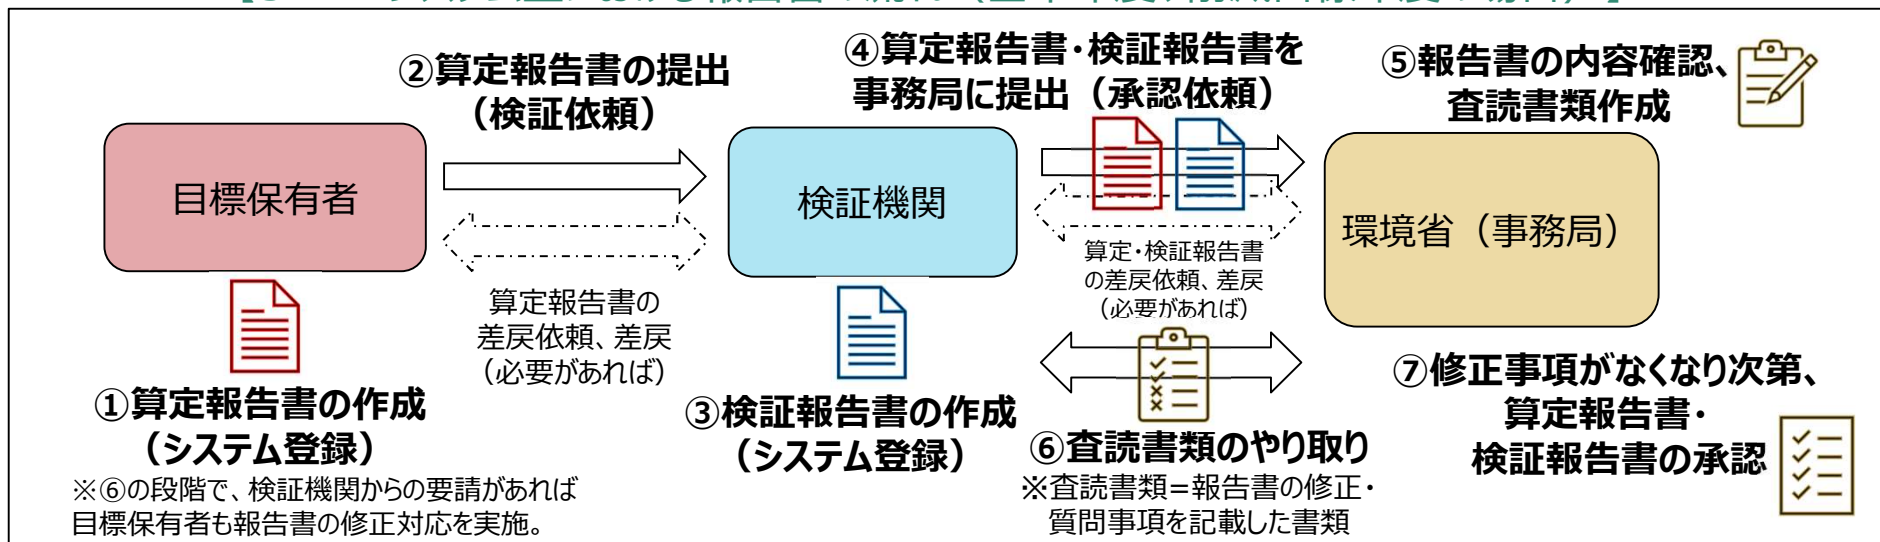 ②算定報告書の提出
（検証依頼）
④算定報告書・検証報告書を
事務局に提出（承認依頼）
⑤報告書の内容確認、
査読書類作成
目標保有者
検証機関
環境省（事務局）
算定報告書の
差戻依頼、差戻
（必要があれば）
算定・検証報告書
の差戻依頼、差戻
（必要があれば）
①算定報告書の作成
（システム登録）
※⑥の段階で、検証機関からの要請があれば
目標保有者も報告書の修正対応を実施。
③検証報告書の作成
（システム登録）
⑥査読書類のやり取り
※査読書類=報告書の修正・
質問事項を記載した書類
⑦修正事項がなくなり次第、
算定報告書・
検証報告書の承認